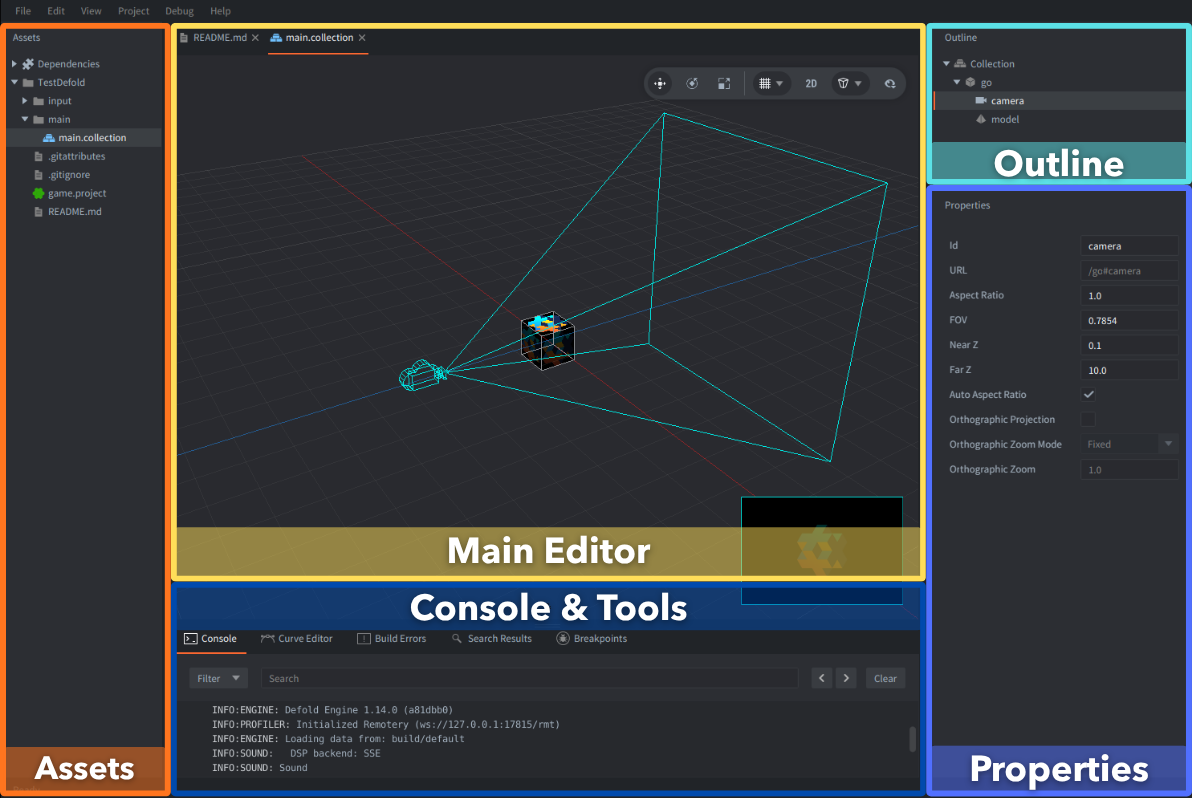 File Edit View Project Debug Help
Assets
Dependencies
TestDefold
input
main
main.collection
.gitattributes
.gitignore
game.project
README.md
Assets
README.md main.collection
2D
Main Editor
Console & Tools
Console Curve Editor Build Errors Search Results Breakpoints
Filter Search Clear
INFO:ENGINE: Defold Engine 1.14.0 (a81dbb0)
INFO:PROFILER: Initialized Remotery (ws://127.0.0.1:17815/rmt)
INFO:ENGINE: Loading data from: build/default
INFO:SOUND: DSP backend: SSE
INFO:SOUND: Sound
Outline
Collection
go
camera
model
Outline
Properties
Id camera
URL /go#camera
Aspect Ratio 1.0
FOV 0.7854
Near Z 0.1
Far Z 10.0
Auto Aspect Ratio
Orthographic Projection
Orthographic Zoom Mode Fixed
Orthographic Zoom 1.0
Properties